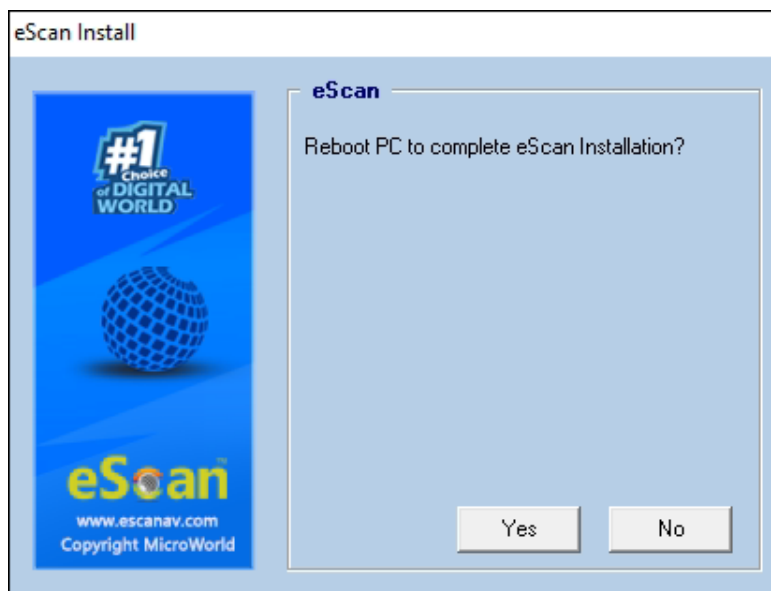 eScan Install
#1
Choice
of DIGITAL
WORLD
eScan™
www.escanav.com
Copyright MicroWorld
eScan
Reboot PC to complete eScan Installation?
Yes
No